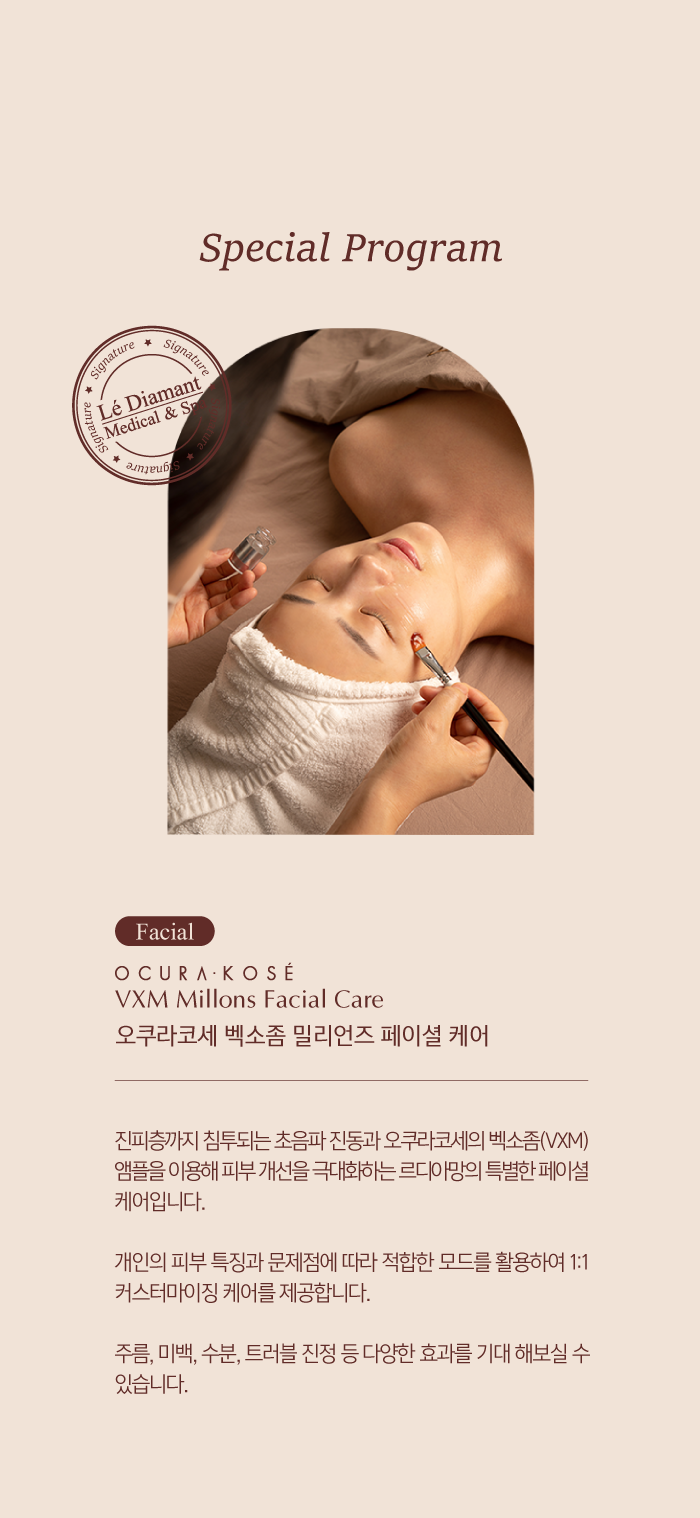 Special Program
Signature ★ Signature ★ Signature ★ Signature ★ Signature ★
Lé Diamant
Medical & Spa
Facial
OCURA·KOSÉ
VXM Millons Facial Care
오쿠라코세 벡소좀 밀리언즈 페이셜 케어
진피층까지 침투되는 초음파 진동과 오쿠라코세의 벡소좀(VXM)
앰플을 이용해 피부 개선을 극대화하는 르디아망의 특별한 페이셜
케어입니다.
개인의 피부 특징과 문제점에 따라 적합한 모드를 활용하여 1:1
커스터마이징 케어를 제공합니다.
주름, 미백, 수분, 트러블 진정 등 다양한 효과를 기대 해보실 수
있습니다.